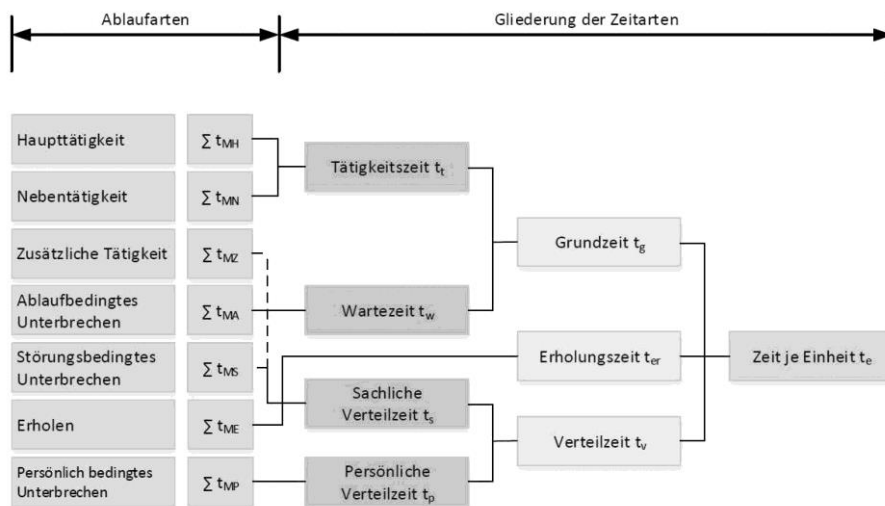 Ablaufarten
Gliederung der Zeitarten
Haupttätigkeit
∑ tMH
Tätigkeitszeit tt
Nebentätigkeit
∑ tMN
Grundzeit tg
Zusätzliche Tätigkeit
∑ tMZ
Ablaufbedingtes
Unterbrechen
∑ tMA
Wartezeit tw
Störungsbedingtes
Unterbrechen
∑ tMS
Erholungszeit ter
Zeit je Einheit te
Sachliche
Verteilzeit ts
Erholen
∑ tME
Verteilzeit tv
Persönlich bedingtes
Unterbrechen
∑ tMP
Persönliche
Verteilzeit tp